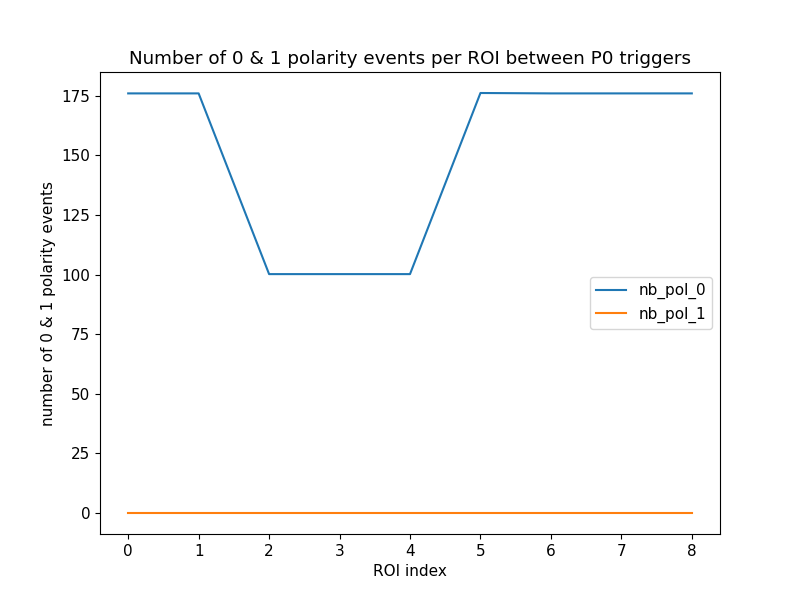 Number of 0 & 1 polarity events per ROI between P0 triggers
number of 0 & 1 polarity events
175
150
125
100
75
50
25
0
nb_pol_0
nb_pol_1
0 1 2 3 4 5 6 7 8
ROI index